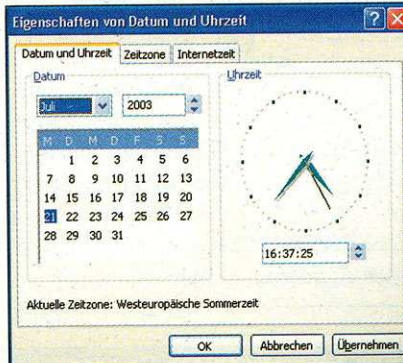 Eigenschaften von Datum und Uhrzeit
Datum und Uhrzeit Zeitzone Internetzeit
Datum
Uhrzeit
Juli 2003
M D M D F S S
1 2 3 4 5 6
7 8 9 10 11 12 13
14 15 16 17 18 19 20
21 22 23 24 25 26 27
28 29 30 31
16:37:25
Aktuelle Zeitzone: Westeuropäische Sommerzeit
OK Abbrechen Übernehmen